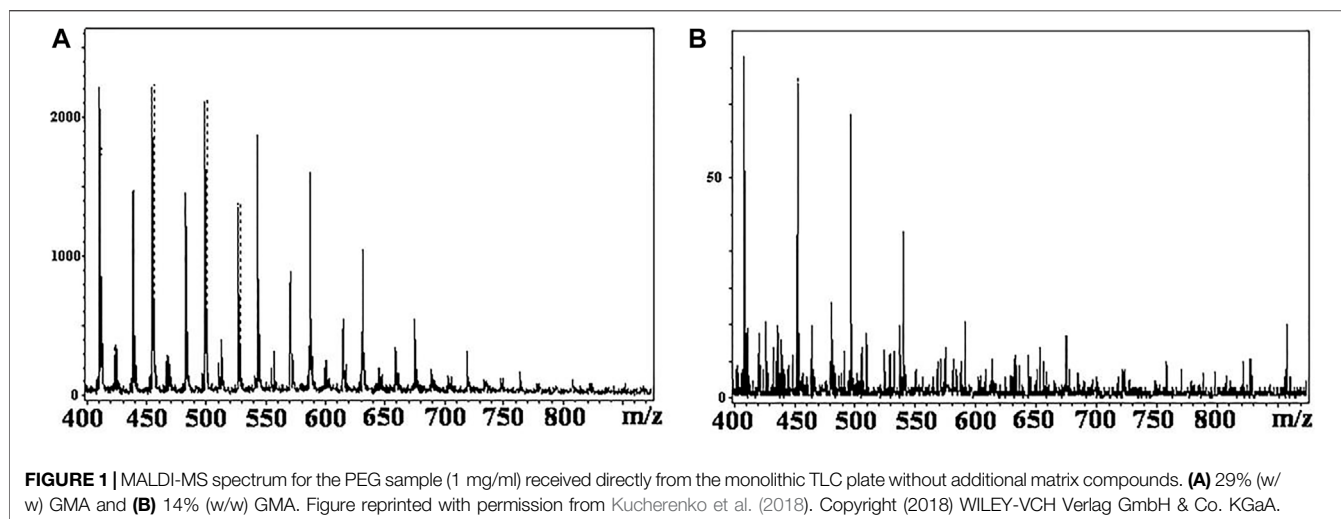 A
2000
1000
0
400 450 500 550 600 650 700 750 800 m/z
B
50
0
400 450 500 550 600 650 700 750 800 m/z
FIGURE 1 | MALDI-MS spectrum for the PEG sample (1 mg/ml) received directly from the monolithic TLC plate without additional matrix compounds. (A) 29% (w/
w) GMA and (B) 14% (w/w) GMA. Figure reprinted with permission from Kucherenko et al. (2018). Copyright (2018) WILEY-VCH Verlag GmbH & Co. KGaA.